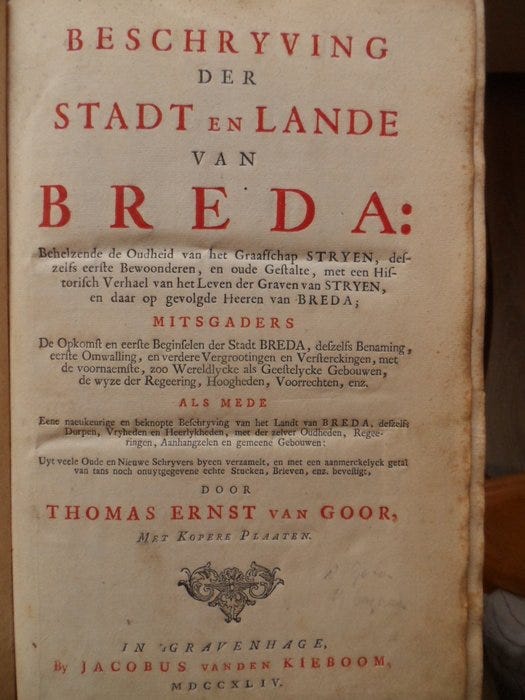 BESCHRYVING
DER
STADT EN LANDE
VAN
BREDA:
Behelzende de Oudheid van het Graafschap STRYEN, des-
zelfs eerste Bewoonderen, en oude Gestalte, met een His-
torisch Verhael van het Leven der Graven van STRYEN,
en daar op gevolgde Heeren van BREDA;
MITSGADERS
De Opkomst en eerste Beginselen der Stadt BREDA, deszelfs Benaming,
eerste Omwalling, en verdere Vergrootingen en Versterckingen, met
de voornaemste, zoo Wereldlycke als Geestelycke Gebouwen,
de wyze der Regeering, Hoogheden, Voorrechten, enz.
ALS MEDE
Eene naeukeurige en beknopte Beschryving van het Landt van BREDA, deszelfs
Dorpen, Vryheden en Heerlykheden, met der zelver Oudheden, Regee-
ringen, Aanhangzelen en gemeene Gebouwen:
Uyt veele Oude en Nieuwe Schryvers byeen verzamelt, en met een aanmerckelyck getal
van tans noch onuytgegevene echte Stucken, Brieven, enz. bevestigt,
DOOR
THOMAS ERNST VAN GOOR,
MET KOPERE PLAATEN.
IN 'SGRAVENHAGE,
By JACOBUS VANDEN KIEBOOM,
MDCCXLIV.